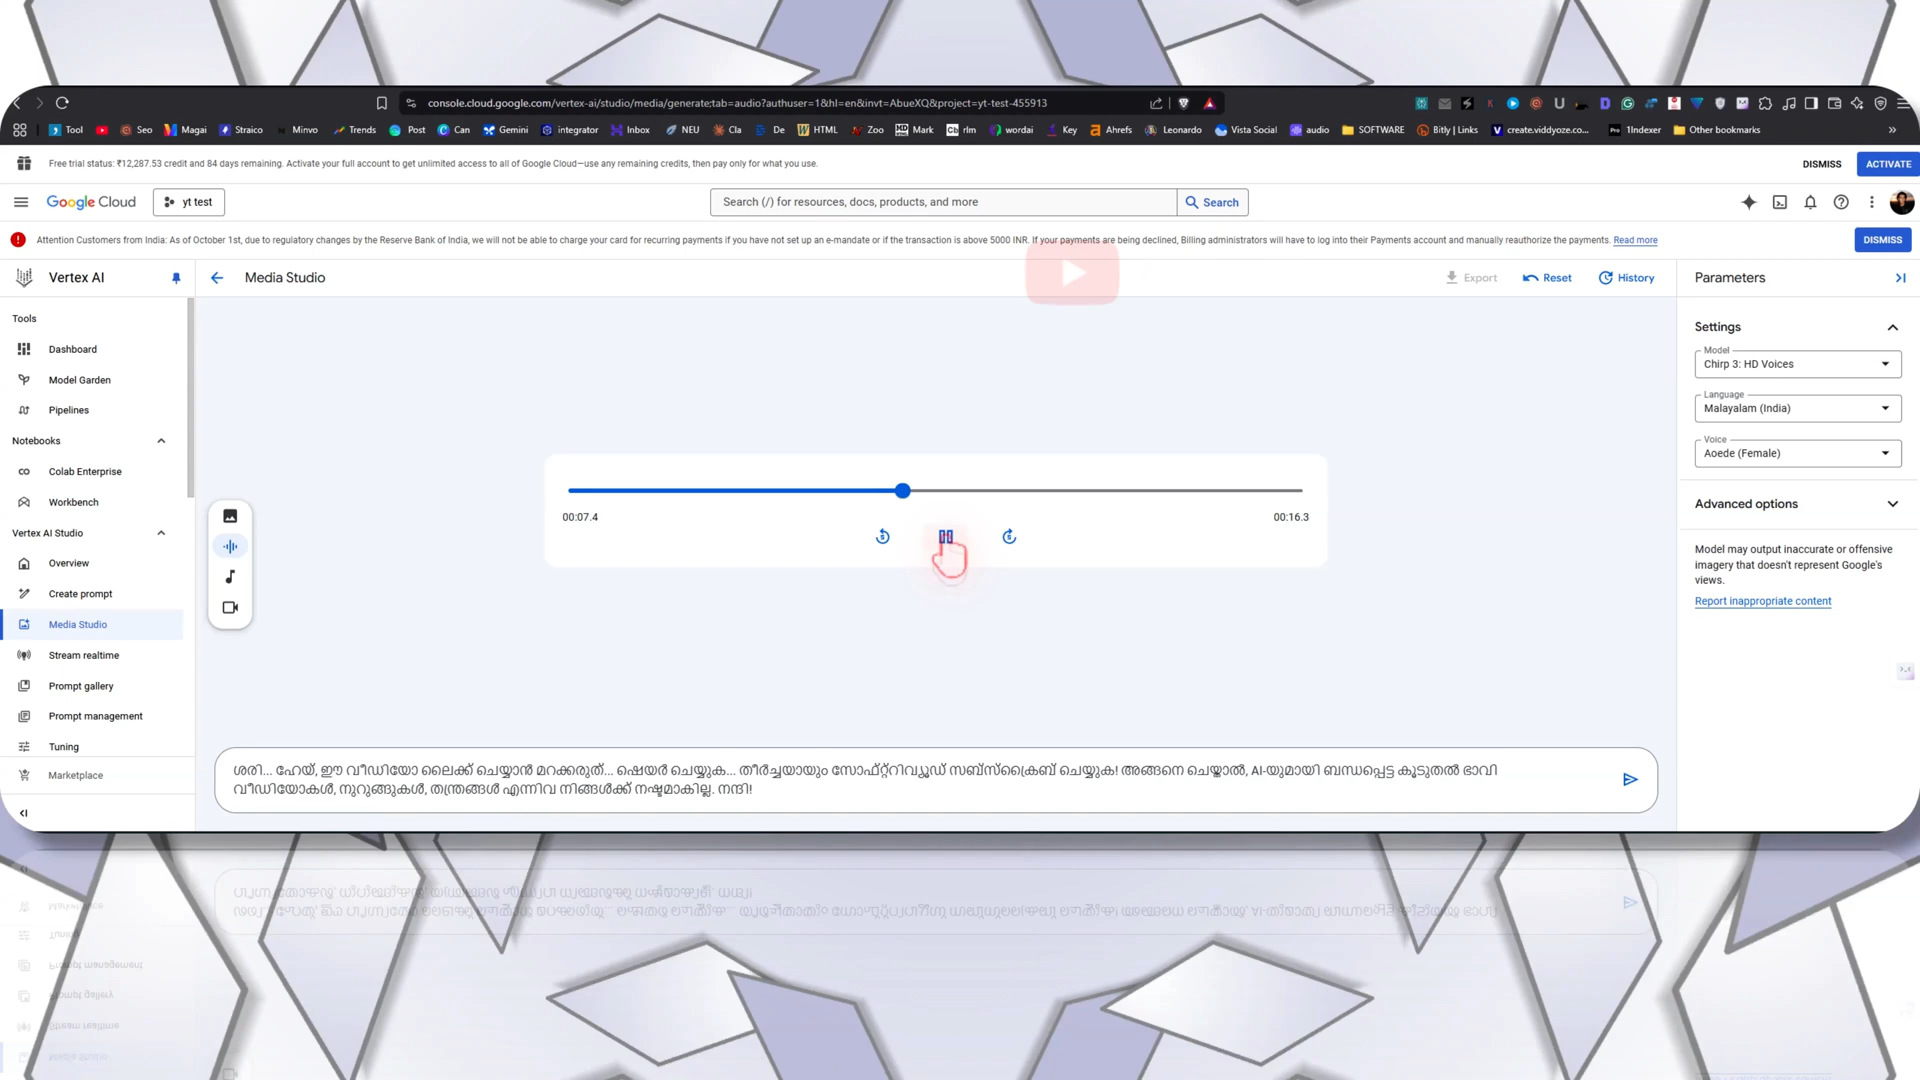 console.cloud.google.com/vertex-ai/studio/media/generate;tab=audio?authuser=1&hl=en&invt=AbueXQ&project=yt-test-455913
Tool Seo Magai Straico Minvo Trends Post Can Gemini integrator Inbox NEU Cla De HTML Zoo Mark rlm wordai Key Ahrefs Leonardo Vista Social audio SOFTWARE Bitly | Links create.viddyoze.co... 1Indexer Other bookmarks
Free trial status: ₹12,287.53 credit and 84 days remaining. Activate your full account to get unlimited access to all of Google Cloud—use any remaining credits, then pay only for what you use.
DISMISS
ACTIVATE
Google Cloud
yt test
Search (/) for resources, docs, products, and more
Search
Attention Customers from India: As of October 1st, due to regulatory changes by the Reserve Bank of India, we will not be able to charge your card for recurring payments if you have not set up an e-mandate or if the transaction is above 5000 INR. If your payments are being declined, Billing administrators will have to log into their Payments account and manually reauthorize the payments. Read more
DISMISS
Vertex AI
Media Studio
Export
Reset
History
Parameters
Tools
Dashboard
Model Garden
Pipelines
Notebooks
Colab Enterprise
Workbench
Vertex AI Studio
Overview
Create prompt
Media Studio
Stream realtime
Prompt gallery
Prompt management
Tuning
Marketplace
00:07.4
00:16.3
5
5
Settings
Model
Chirp 3: HD Voices
Language
Malayalam (India)
Voice
Aoede (Female)
Advanced options
Model may output inaccurate or offensive
imagery that doesn't represent Google's
views.
Report inappropriate content
ശരി... ഹേയ്, ഈ വീഡിയോ ലൈക്ക് ചെയ്യാൻ മറക്കരുത്... ഷെയർ ചെയ്യുക... തീർച്ചയായും സോഫ്റ്റ്റിവ്യൂഡ് സബ്സ്ക്രൈബ് ചെയ്യുക! അങ്ങനെ ചെയ്താൽ, AI-യുമായി ബന്ധപ്പെട്ട കൂടുതൽ ഭാവി
വീഡിയോകൾ, നുറുങ്ങുകൾ, തന്ത്രങ്ങൾ എന്നിവ നിങ്ങൾക്ക് നഷ്ടമാകില്ല. നന്ദി!